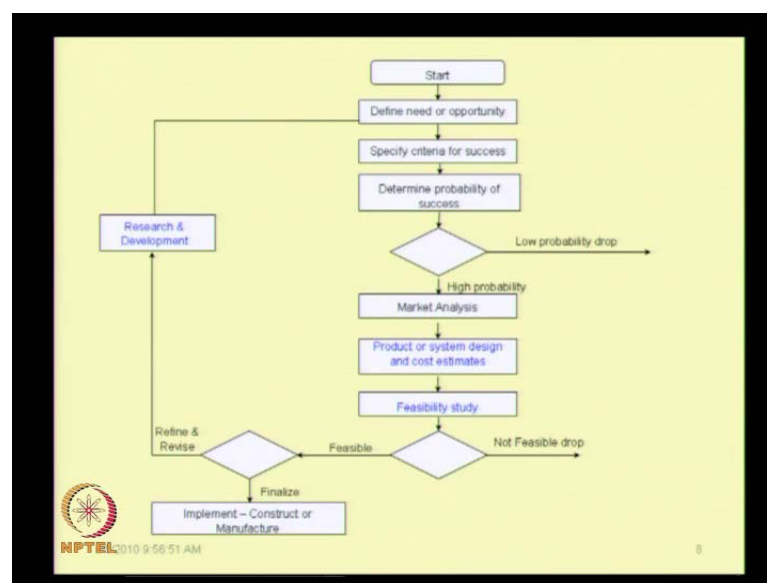 Start
Define need or opportunity
Specify criteria for success
Determine probability of
success
Research &
Development
Low probability drop
High probability
Market Analysis
Product or system design
and cost estimates
Feasibility study
Refine &
Revise
Feasible
Not Feasible drop
Finalize
Implement – Construct or
Manufacture
NPTEL
2010 9:56:51 AM
8